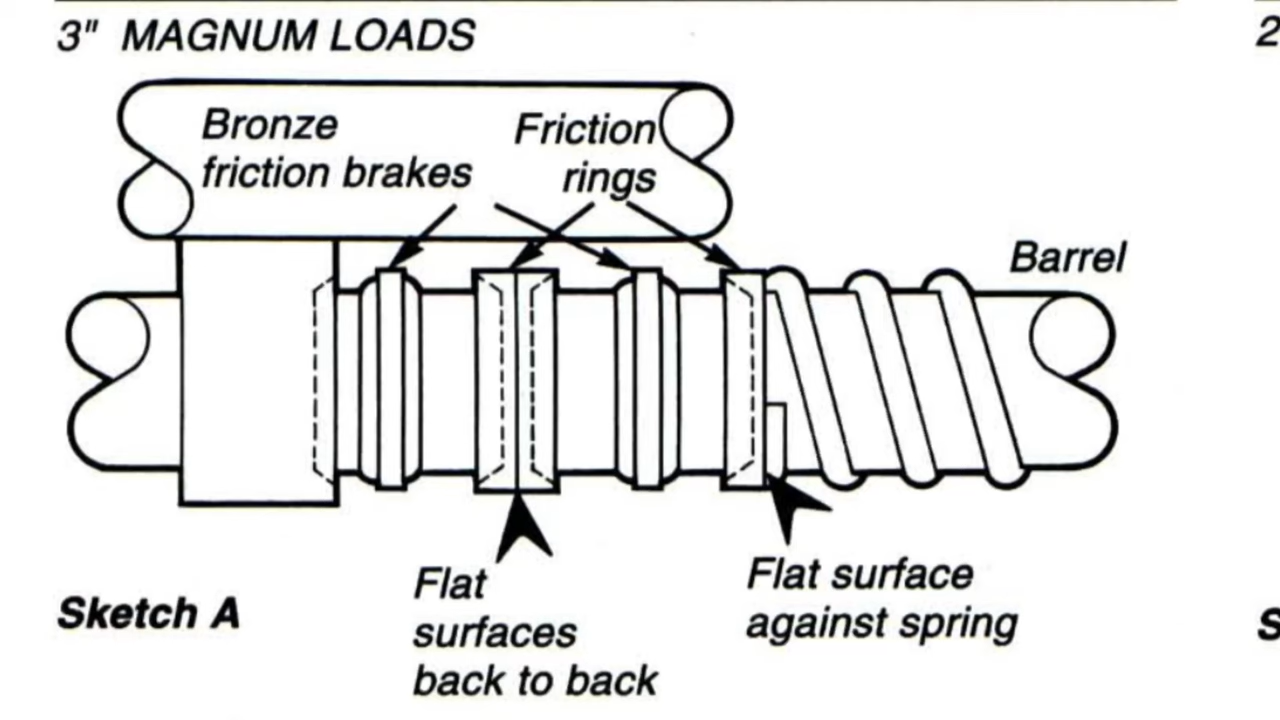 3" MAGNUM LOADS
2
Bronze
friction brakes
Friction
rings
Barrel
Flat
surfaces
back to back
Flat surface
against spring
Sketch A
S